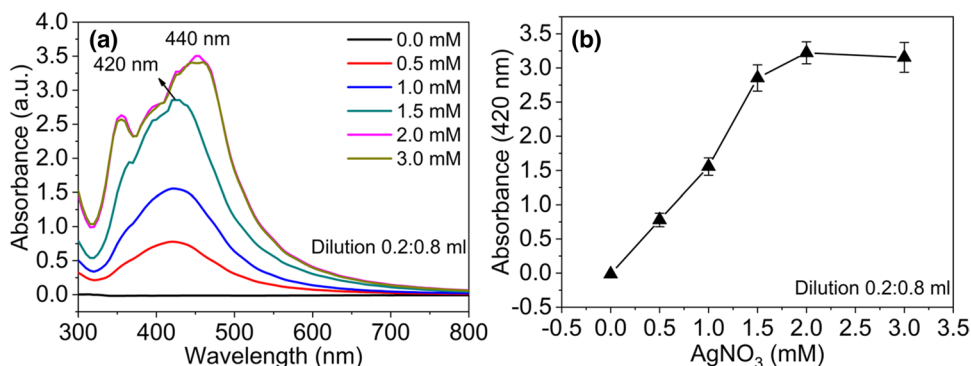 (a)
440 nm
420 nm
0.0 mM
0.5 mM
1.0 mM
1.5 mM
2.0 mM
3.0 mM
Dilution 0.2:0.8 ml
Absorbance (a.u.)
4.0
3.5
3.0
2.5
2.0
1.5
1.0
0.5
0.0
300 400 500 600 700 800
Wavelength (nm)
(b)
Absorbance (420 nm)
3.5
3.0
2.5
2.0
1.5
1.0
0.5
0.0
-0.5
Dilution 0.2:0.8 ml
-0.5 0.0 0.5 1.0 1.5 2.0 2.5 3.0 3.5
AgNO₃ (mM)